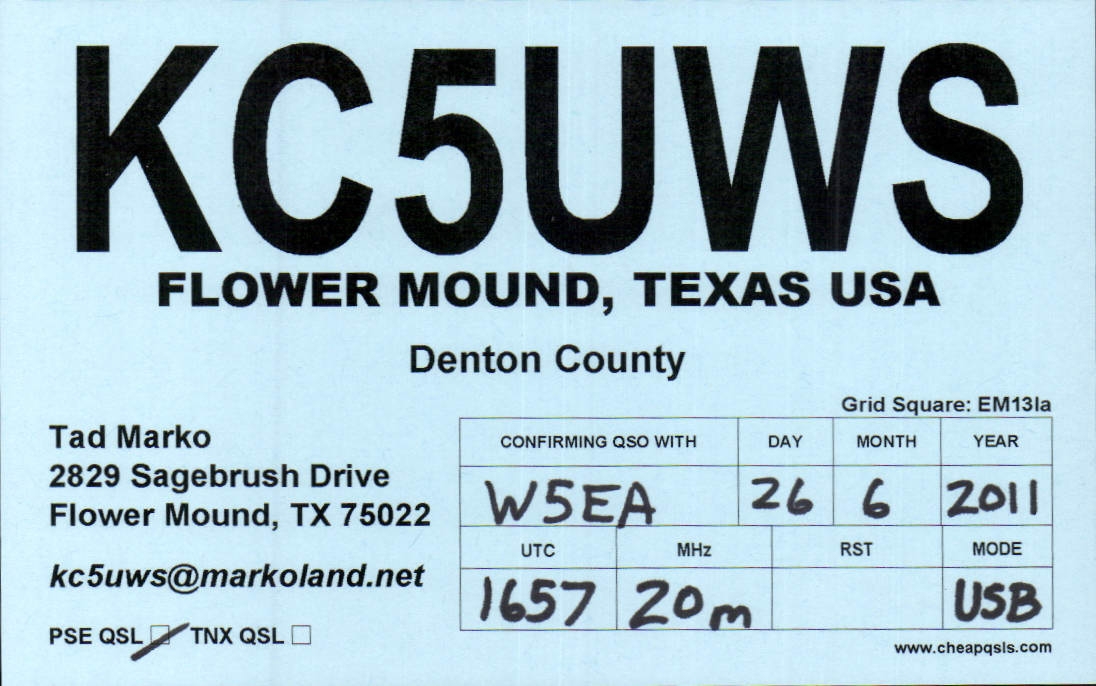 KC5UWS
FLOWER MOUND, TEXAS USA
Denton County
Grid Square: EM13la
Tad Marko
2829 Sagebrush Drive
Flower Mound, TX 75022
kc5uws@markoland.net
PSE QSL TNX QSL
CONFIRMING QSO WITH DAY MONTH YEAR
W5EA 26 6 2011
UTC MHz RST MODE
1657 20m USB
www.cheapqsls.com